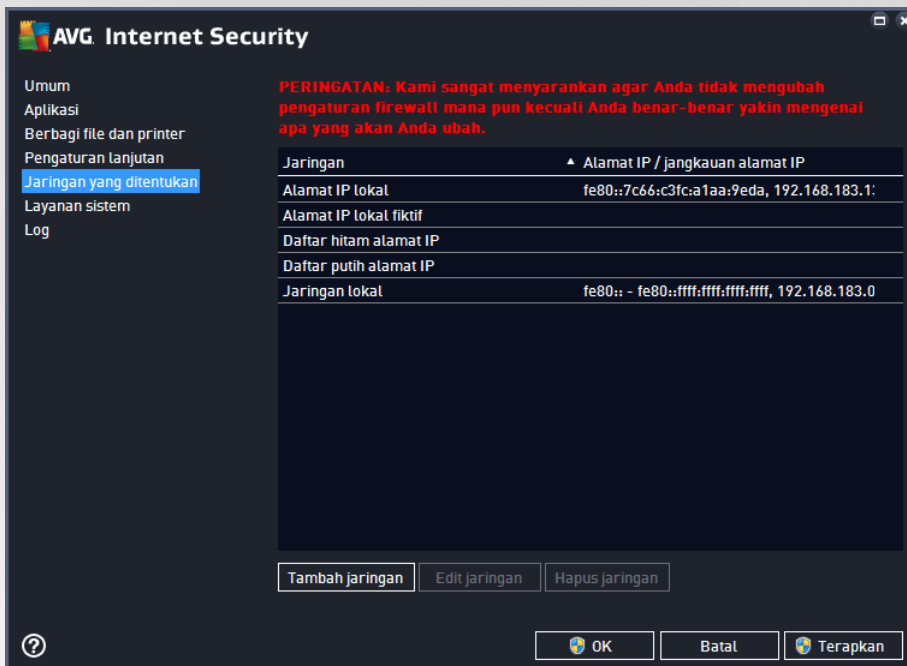 AVG Internet Security
Umum
Aplikasi
Berbagi file dan printer
Pengaturan lanjutan
Jaringan yang ditentukan
Layanan sistem
Log
PERINGATAN: Kami sangat menyarankan agar Anda tidak mengubah
pengaturan firewall mana pun kecuali Anda benar-benar yakin mengenai
apa yang akan Anda ubah.
Jaringan Alamat IP / jangkauan alamat IP
Alamat IP lokal fe80::7c66:c3fc:a1aa:9eda, 192.168.183.1
Alamat IP lokal fiktif
Daftar hitam alamat IP
Daftar putih alamat IP
Jaringan lokal fe80:: - fe80::ffff:ffff:ffff:ffff, 192.168.183.0
Tambah jaringan Edit jaringan Hapus jaringan
OK Batal Terapkan